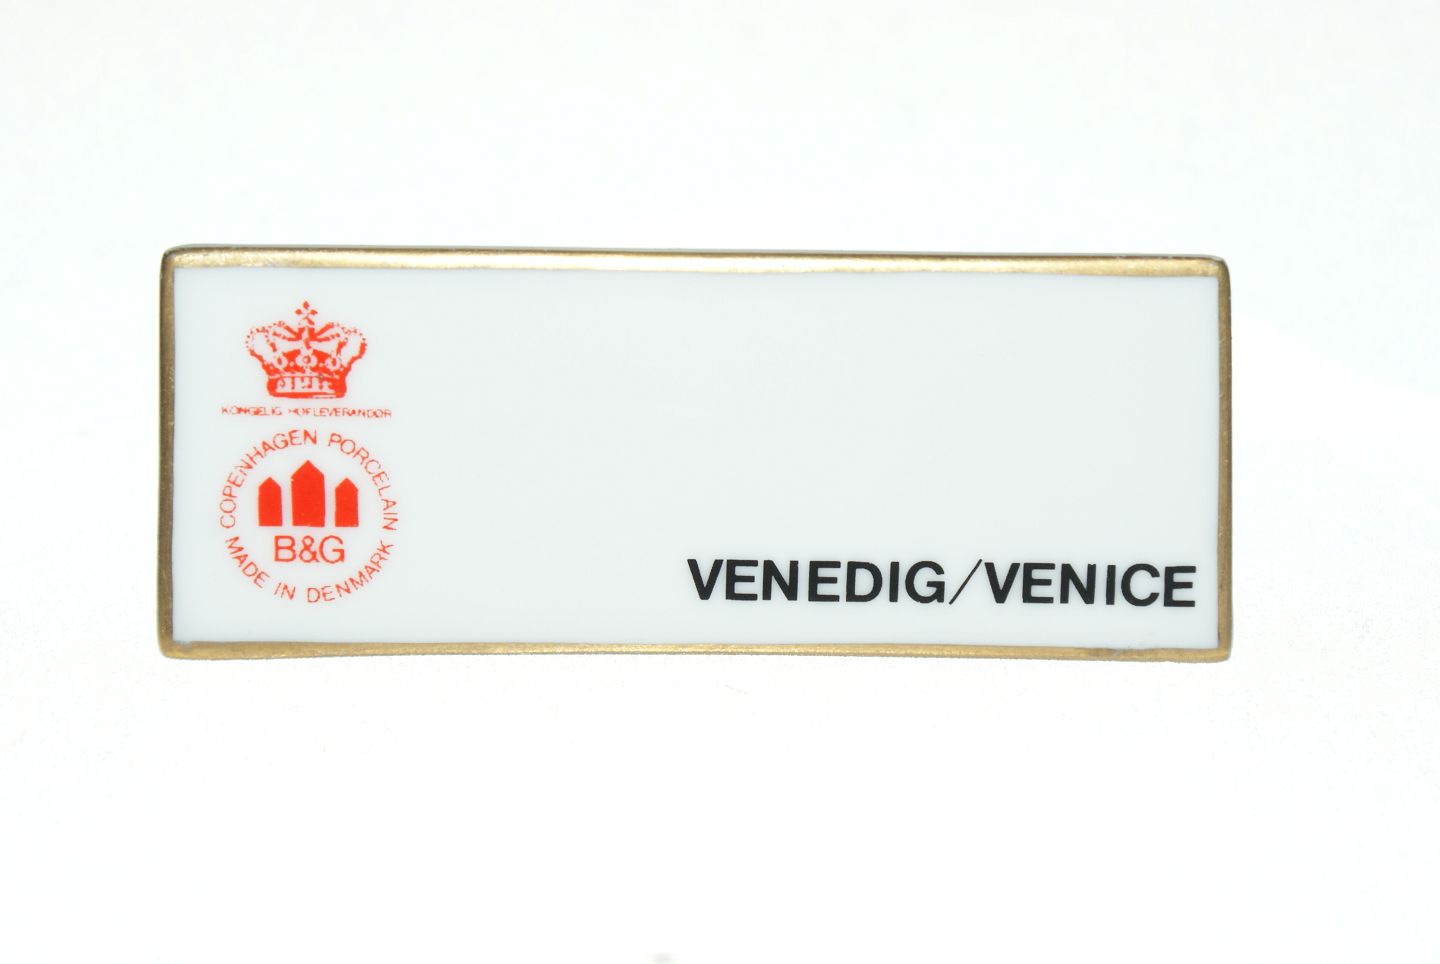 KONGELIG HOFLEVERANDØR
COPENHAGEN PORCELAIN
B&G
MADE IN DENMARK
VENEDIG/VENICE